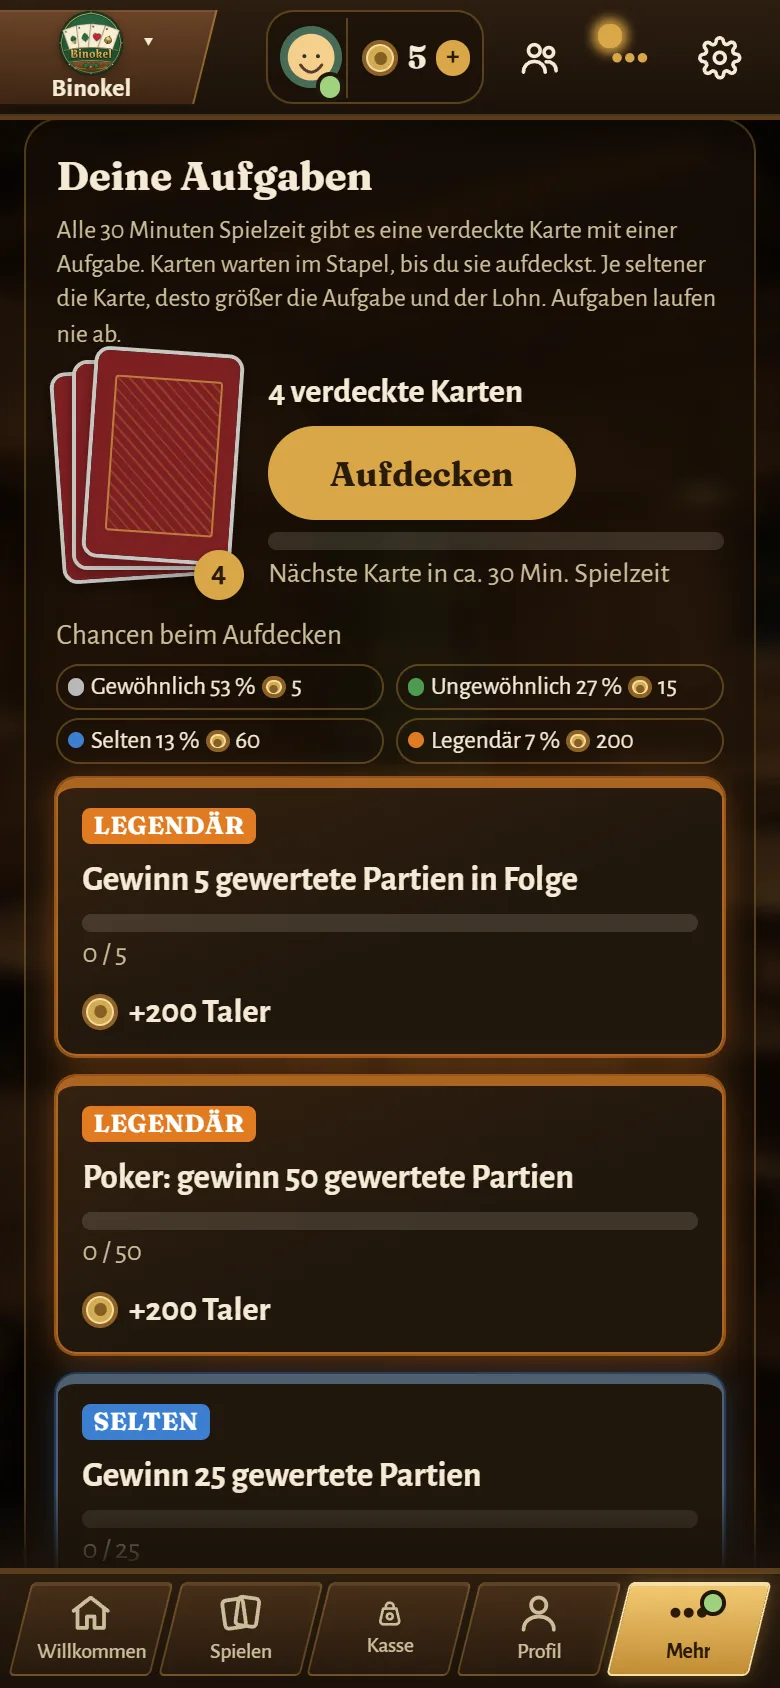 Binokel
Binokel
5 +
Deine Aufgaben
Alle 30 Minuten Spielzeit gibt es eine verdeckte Karte mit einer
Aufgabe. Karten warten im Stapel, bis du sie aufdeckst. Je seltener
die Karte, desto größer die Aufgabe und der Lohn. Aufgaben laufen
nie ab.
4 verdeckte Karten
Aufdecken
4
Nächste Karte in ca. 30 Min. Spielzeit
Chancen beim Aufdecken
Gewöhnlich 53 % 5
Ungewöhnlich 27 % 15
Selten 13 % 60
Legendär 7 % 200
LEGENDÄR
Gewinn 5 gewertete Partien in Folge
0 / 5
+200 Taler
LEGENDÄR
Poker: gewinn 50 gewertete Partien
0 / 50
+200 Taler
SELTEN
Gewinn 25 gewertete Partien
0 / 25
Willkommen
Spielen
Kasse
Profil
Mehr